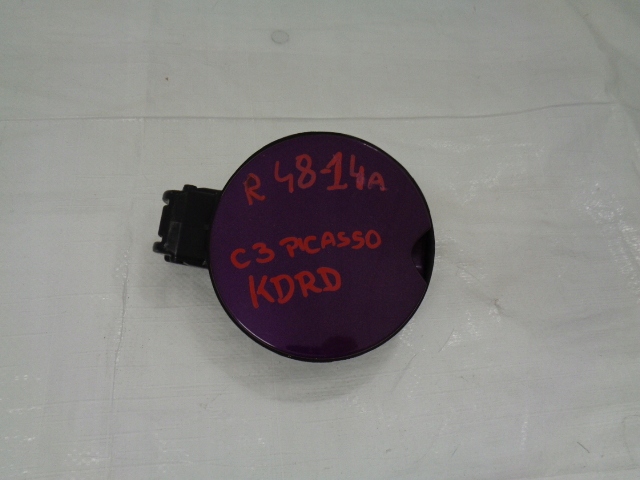 R 48-14A
C3 PICASSO
KDRD